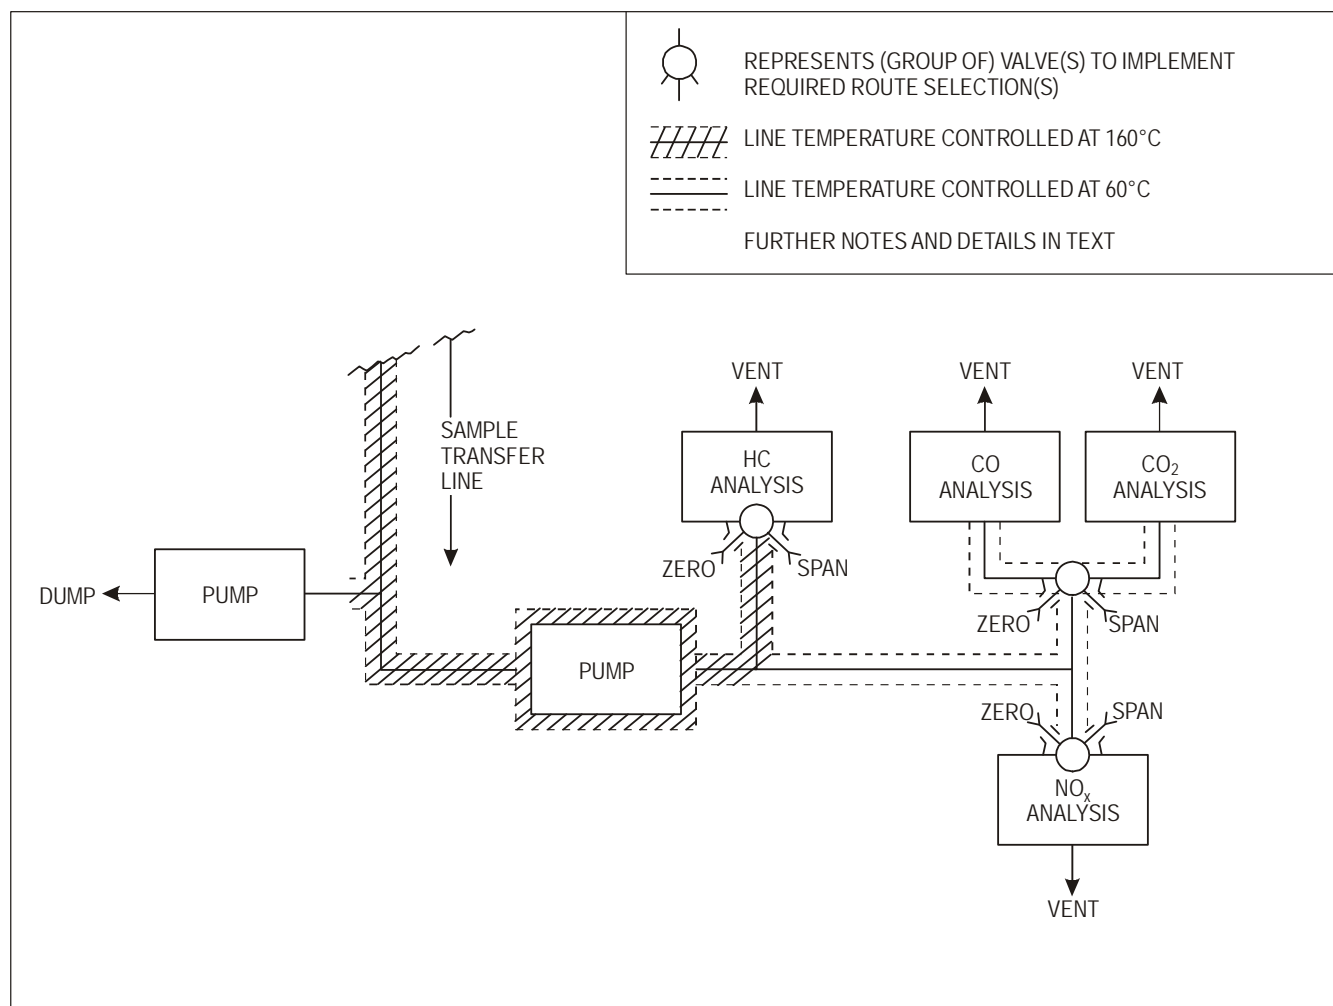 REPRESENTS (GROUP OF) VALVE(S) TO IMPLEMENT
REQUIRED ROUTE SELECTION(S)
LINE TEMPERATURE CONTROLLED AT 160°C
LINE TEMPERATURE CONTROLLED AT 60°C
FURTHER NOTES AND DETAILS IN TEXT
SAMPLE
TRANSFER
LINE
DUMP
PUMP
PUMP
VENT
HC
ANALYSIS
ZERO
SPAN
VENT
CO
ANALYSIS
VENT
CO₂
ANALYSIS
ZERO
SPAN
ZERO
SPAN
NOₓ
ANALYSIS
VENT